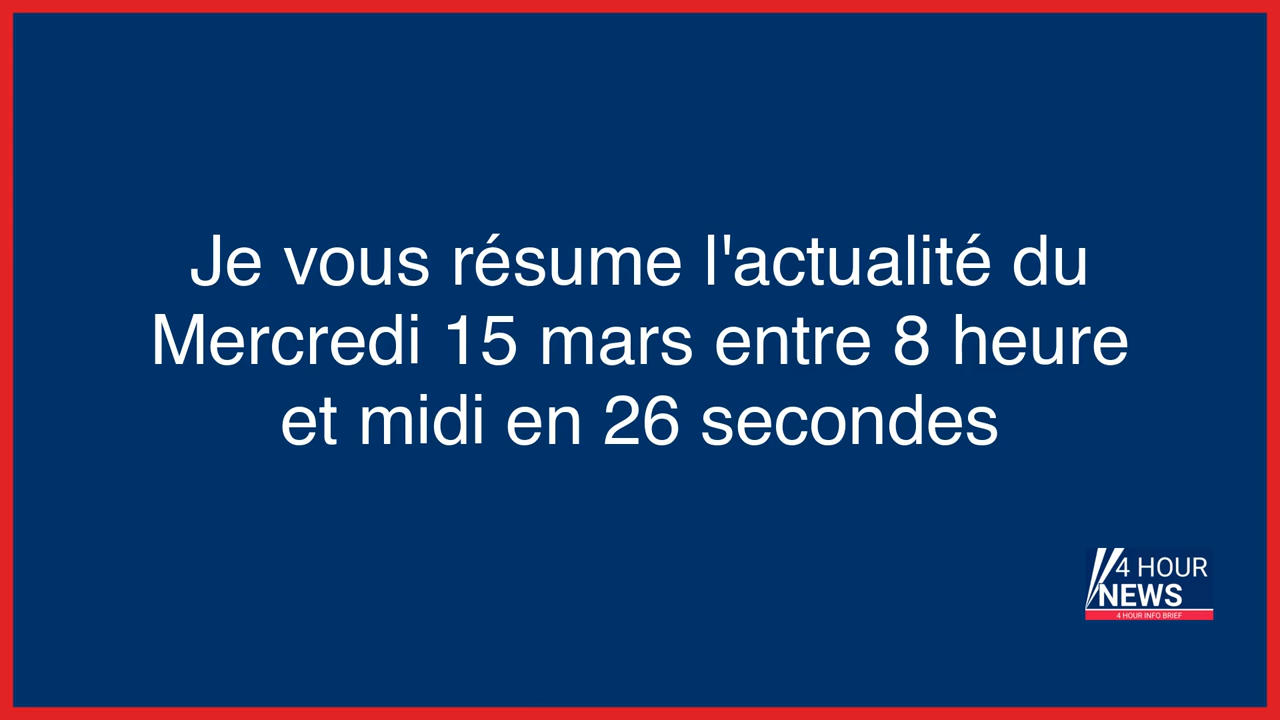 Je vous résume l'actualité du
Mercredi 15 mars entre 8 heure
et midi en 26 secondes
4 HOUR
NEWS
4 HOUR INFO BRIEF